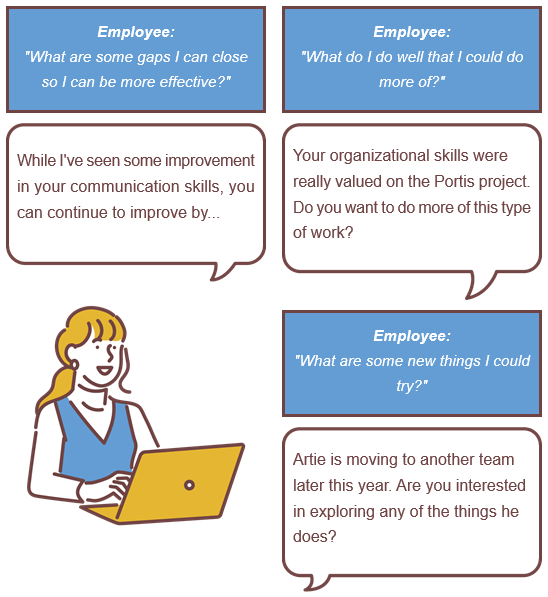 Employee:
"What are some gaps I can close
so I can be more effective?"
While I've seen some improvement
in your communication skills, you
can continue to improve by...
Employee:
"What do I do well that I could do
more of?"
Your organizational skills were
really valued on the Portis project.
Do you want to do more of this type
of work?
Employee:
"What are some new things I could
try?"
Artie is moving to another team
later this year. Are you interested
in exploring any of the things he
does?